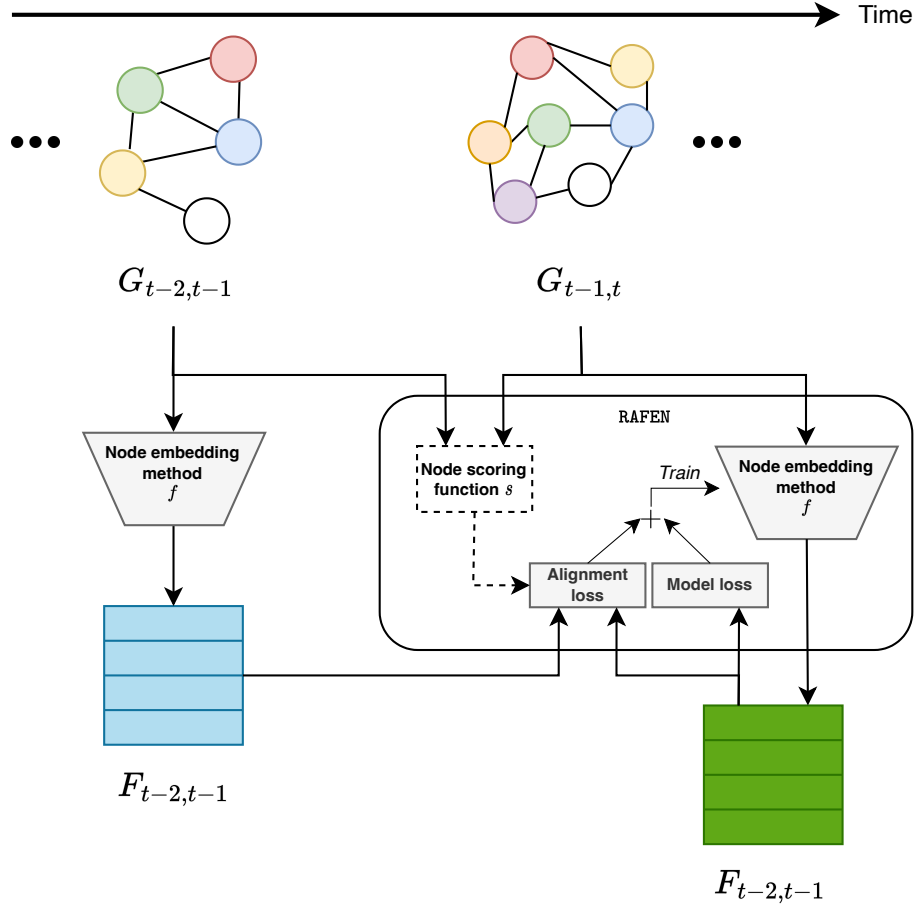 Time
G_{t-2,t-1}
G_{t-1,t}
RAFEN
Node embedding
method
f
Node scoring
function s
Train
Node embedding
method
f
+
Alignment
loss
Model loss
F_{t-2,t-1}
F_{t-2,t-1}